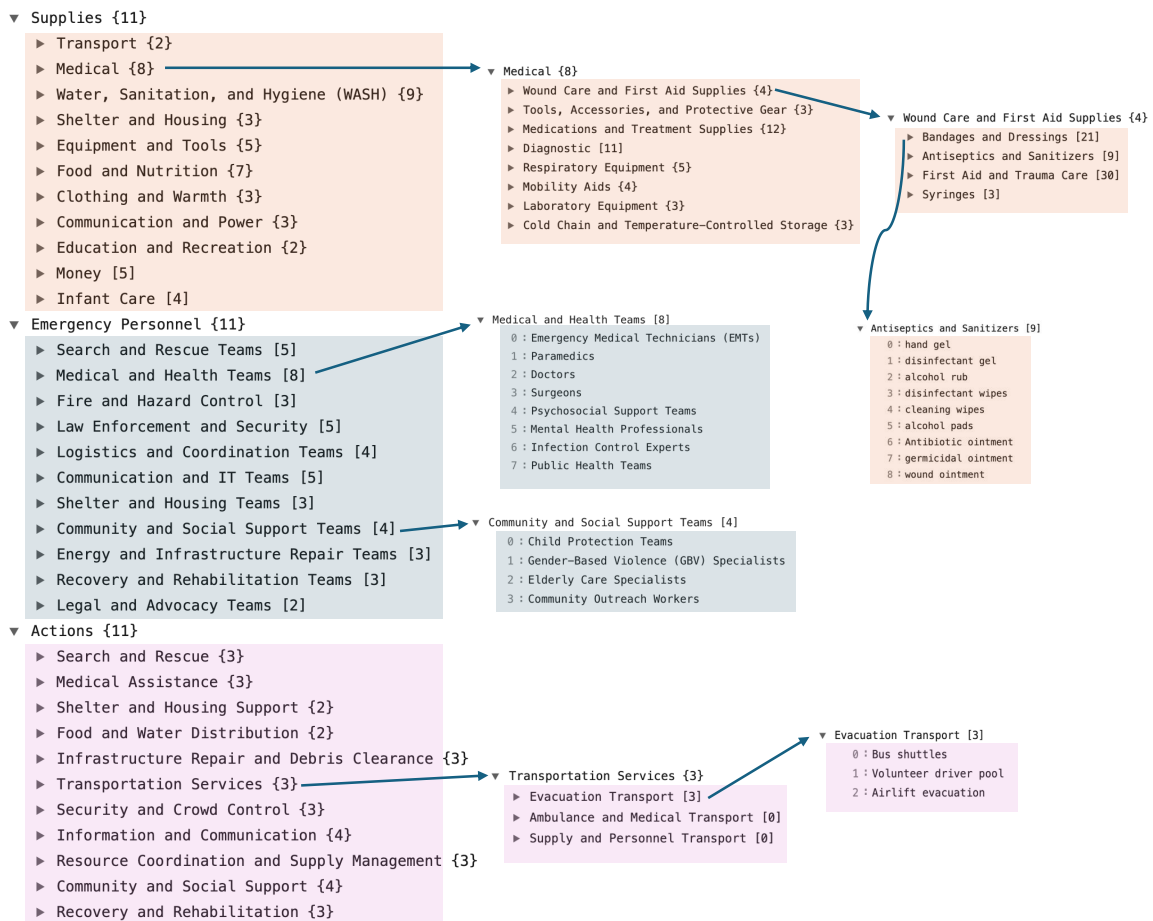 Supplies {11}
Transport {2}
Medical {8}
Water, Sanitation, and Hygiene (WASH) {9}
Shelter and Housing {3}
Equipment and Tools {5}
Food and Nutrition {7}
Clothing and Warmth {3}
Communication and Power {3}
Education and Recreation {2}
Money [5]
Infant Care [4]
Medical {8}
Wound Care and First Aid Supplies {4}
Tools, Accessories, and Protective Gear {3}
Medications and Treatment Supplies {12}
Diagnostic [11]
Respiratory Equipment {5}
Mobility Aids {4}
Laboratory Equipment {3}
Cold Chain and Temperature-Controlled Storage {3}
Wound Care and First Aid Supplies {4}
Bandages and Dressings [21]
Antiseptics and Sanitizers [9]
First Aid and Trauma Care [30]
Syringes [3]
Antiseptics and Sanitizers [9]
0 : hand gel
1 : disinfectant gel
2 : alcohol rub
3 : disinfectant wipes
4 : cleaning wipes
5 : alcohol pads
6 : Antibiotic ointment
7 : germicidal ointment
8 : wound ointment
Emergency Personnel {11}
Search and Rescue Teams [5]
Medical and Health Teams [8]
Fire and Hazard Control [3]
Law Enforcement and Security [5]
Logistics and Coordination Teams [4]
Communication and IT Teams [5]
Shelter and Housing Teams [3]
Community and Social Support Teams [4]
Energy and Infrastructure Repair Teams [3]
Recovery and Rehabilitation Teams [3]
Legal and Advocacy Teams [2]
Medical and Health Teams [8]
0 : Emergency Medical Technicians (EMTs)
1 : Paramedics
2 : Doctors
3 : Surgeons
4 : Psychosocial Support Teams
5 : Mental Health Professionals
6 : Infection Control Experts
7 : Public Health Teams
Community and Social Support Teams [4]
0 : Child Protection Teams
1 : Gender-Based Violence (GBV) Specialists
2 : Elderly Care Specialists
3 : Community Outreach Workers
Actions {11}
Search and Rescue {3}
Medical Assistance {3}
Shelter and Housing Support {2}
Food and Water Distribution {2}
Infrastructure Repair and Debris Clearance {3}
Transportation Services {3}
Security and Crowd Control {3}
Information and Communication {4}
Resource Coordination and Supply Management {3}
Community and Social Support {4}
Recovery and Rehabilitation {3}
Transportation Services {3}
Evacuation Transport [3]
Ambulance and Medical Transport [0]
Supply and Personnel Transport [0]
Evacuation Transport [3]
0 : Bus shuttles
1 : Volunteer driver pool
2 : Airlift evacuation